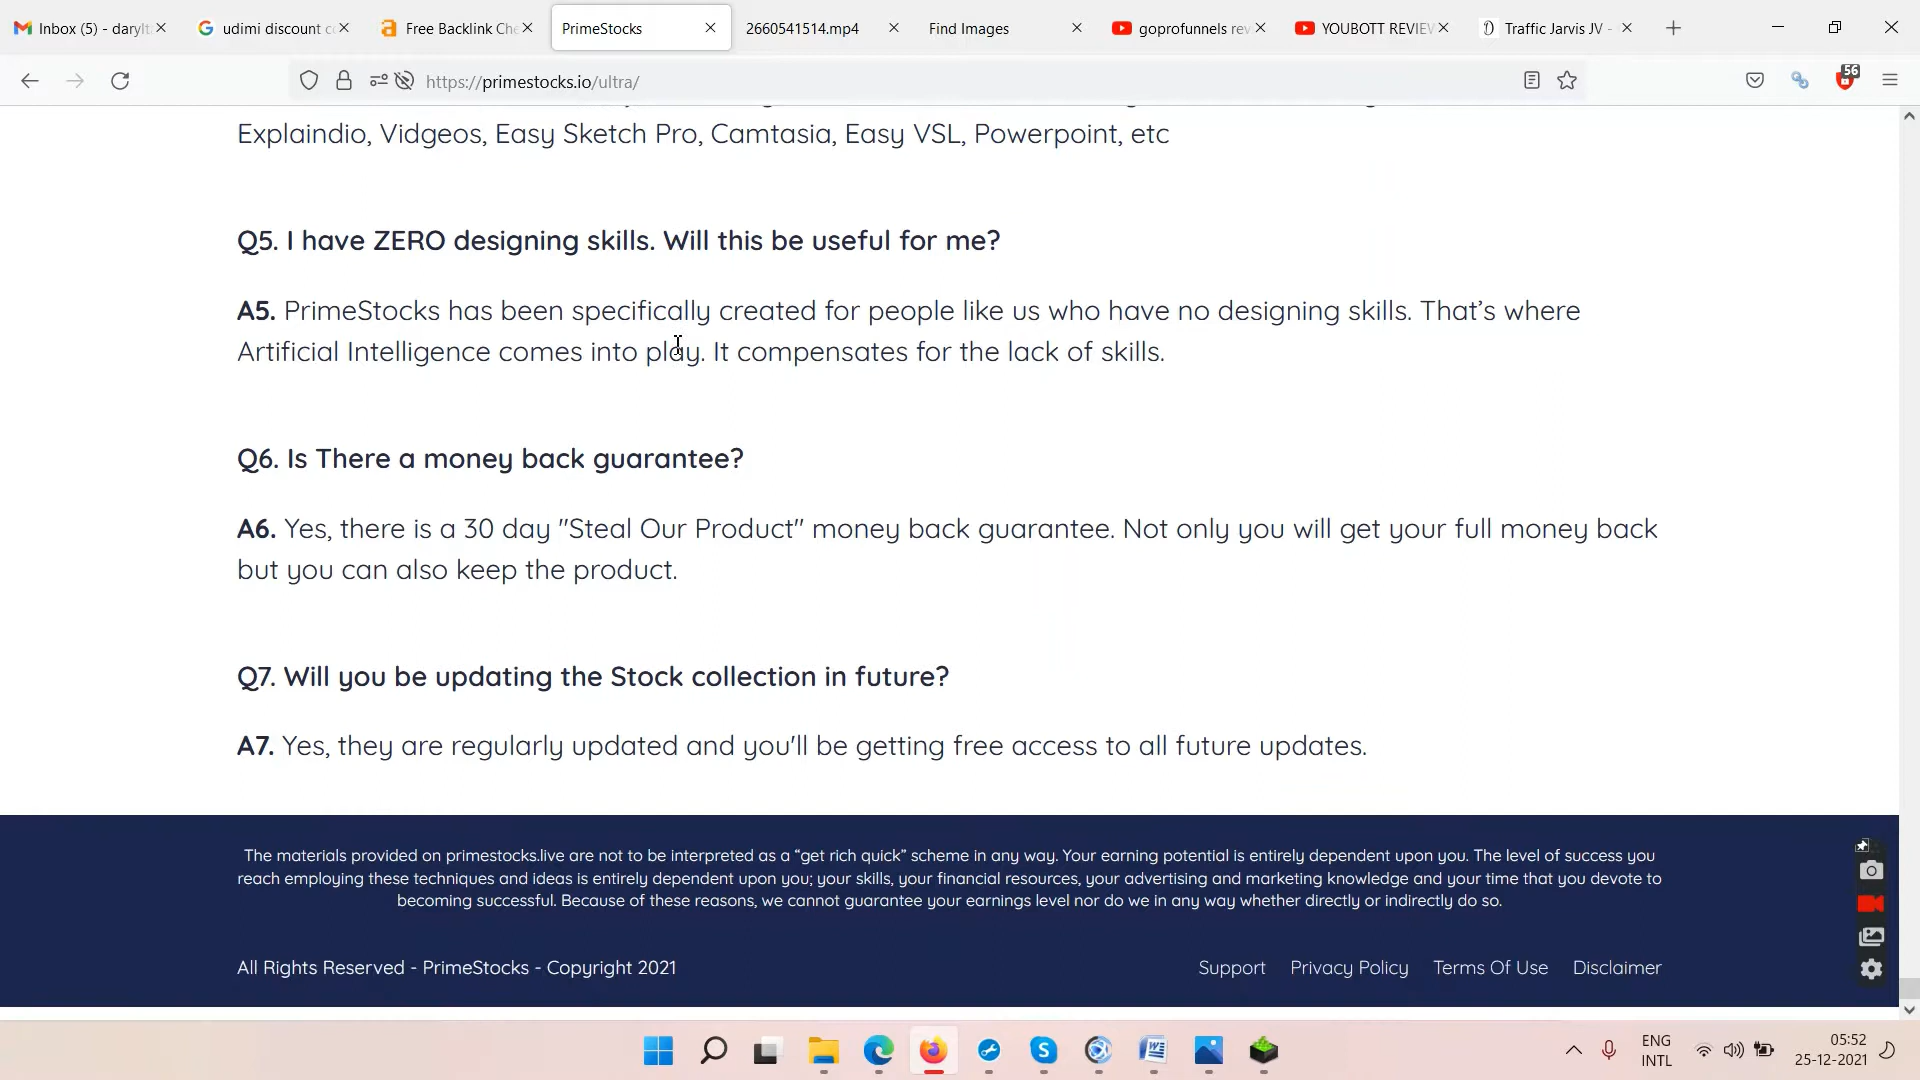 Inbox (5) - daryl
udimi discount c
Free Backlink Che
PrimeStocks
2660541514.mp4
Find Images
goprofunnels rev
YOUBOTT REVIEW
Traffic Jarvis JV -
https://primestocks.io/ultra/
56
Explaindio, Vidgeos, Easy Sketch Pro, Camtasia, Easy VSL, Powerpoint, etc
Q5. I have ZERO designing skills. Will this be useful for me?
A5. PrimeStocks has been specifically created for people like us who have no designing skills. That's where
Artificial Intelligence comes into play. It compensates for the lack of skills.
Q6. Is There a money back guarantee?
A6. Yes, there is a 30 day "Steal Our Product" money back guarantee. Not only you will get your full money back
but you can also keep the product.
Q7. Will you be updating the Stock collection in future?
A7. Yes, they are regularly updated and you'll be getting free access to all future updates.
The materials provided on primestocks.live are not to be interpreted as a “get rich quick” scheme in any way. Your earning potential is entirely dependent upon you. The level of success you
reach employing these techniques and ideas is entirely dependent upon you; your skills, your financial resources, your advertising and marketing knowledge and your time that you devote to
becoming successful. Because of these reasons, we cannot guarantee your earnings level nor do we in any way whether directly or indirectly do so.
All Rights Reserved - PrimeStocks - Copyright 2021
Support Privacy Policy Terms Of Use Disclaimer
ENG
INTL
05:52
25-12-2021